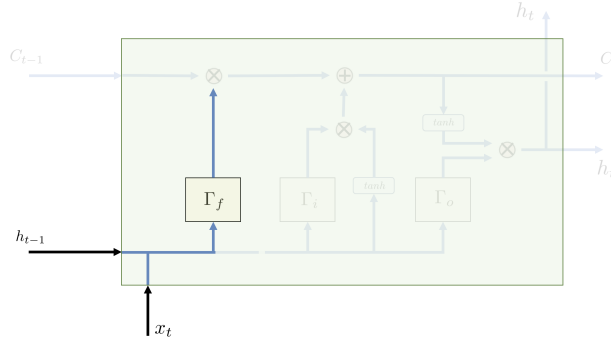 h_t
C_{t-1}
C
tanh
h
Γ_f
Γ_i
tanh
Γ_o
h_{t-1}
x_t